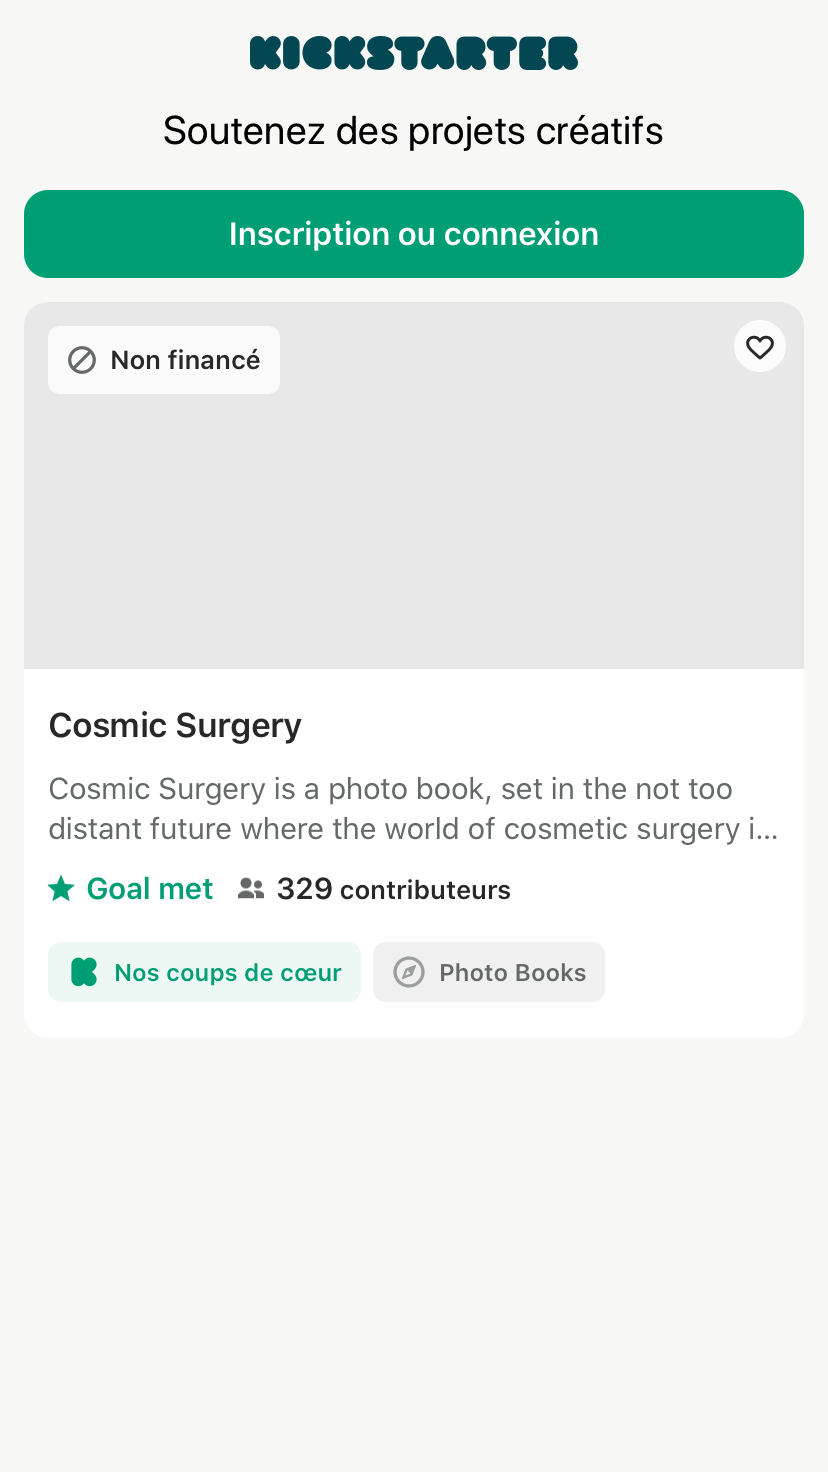 KICKSTARTER
Soutenez des projets créatifs
Inscription ou connexion
Non financé
Cosmic Surgery
Cosmic Surgery is a photo book, set in the not too
distant future where the world of cosmetic surgery i...
Goal met 329 contributeurs
Nos coups de cœur Photo Books